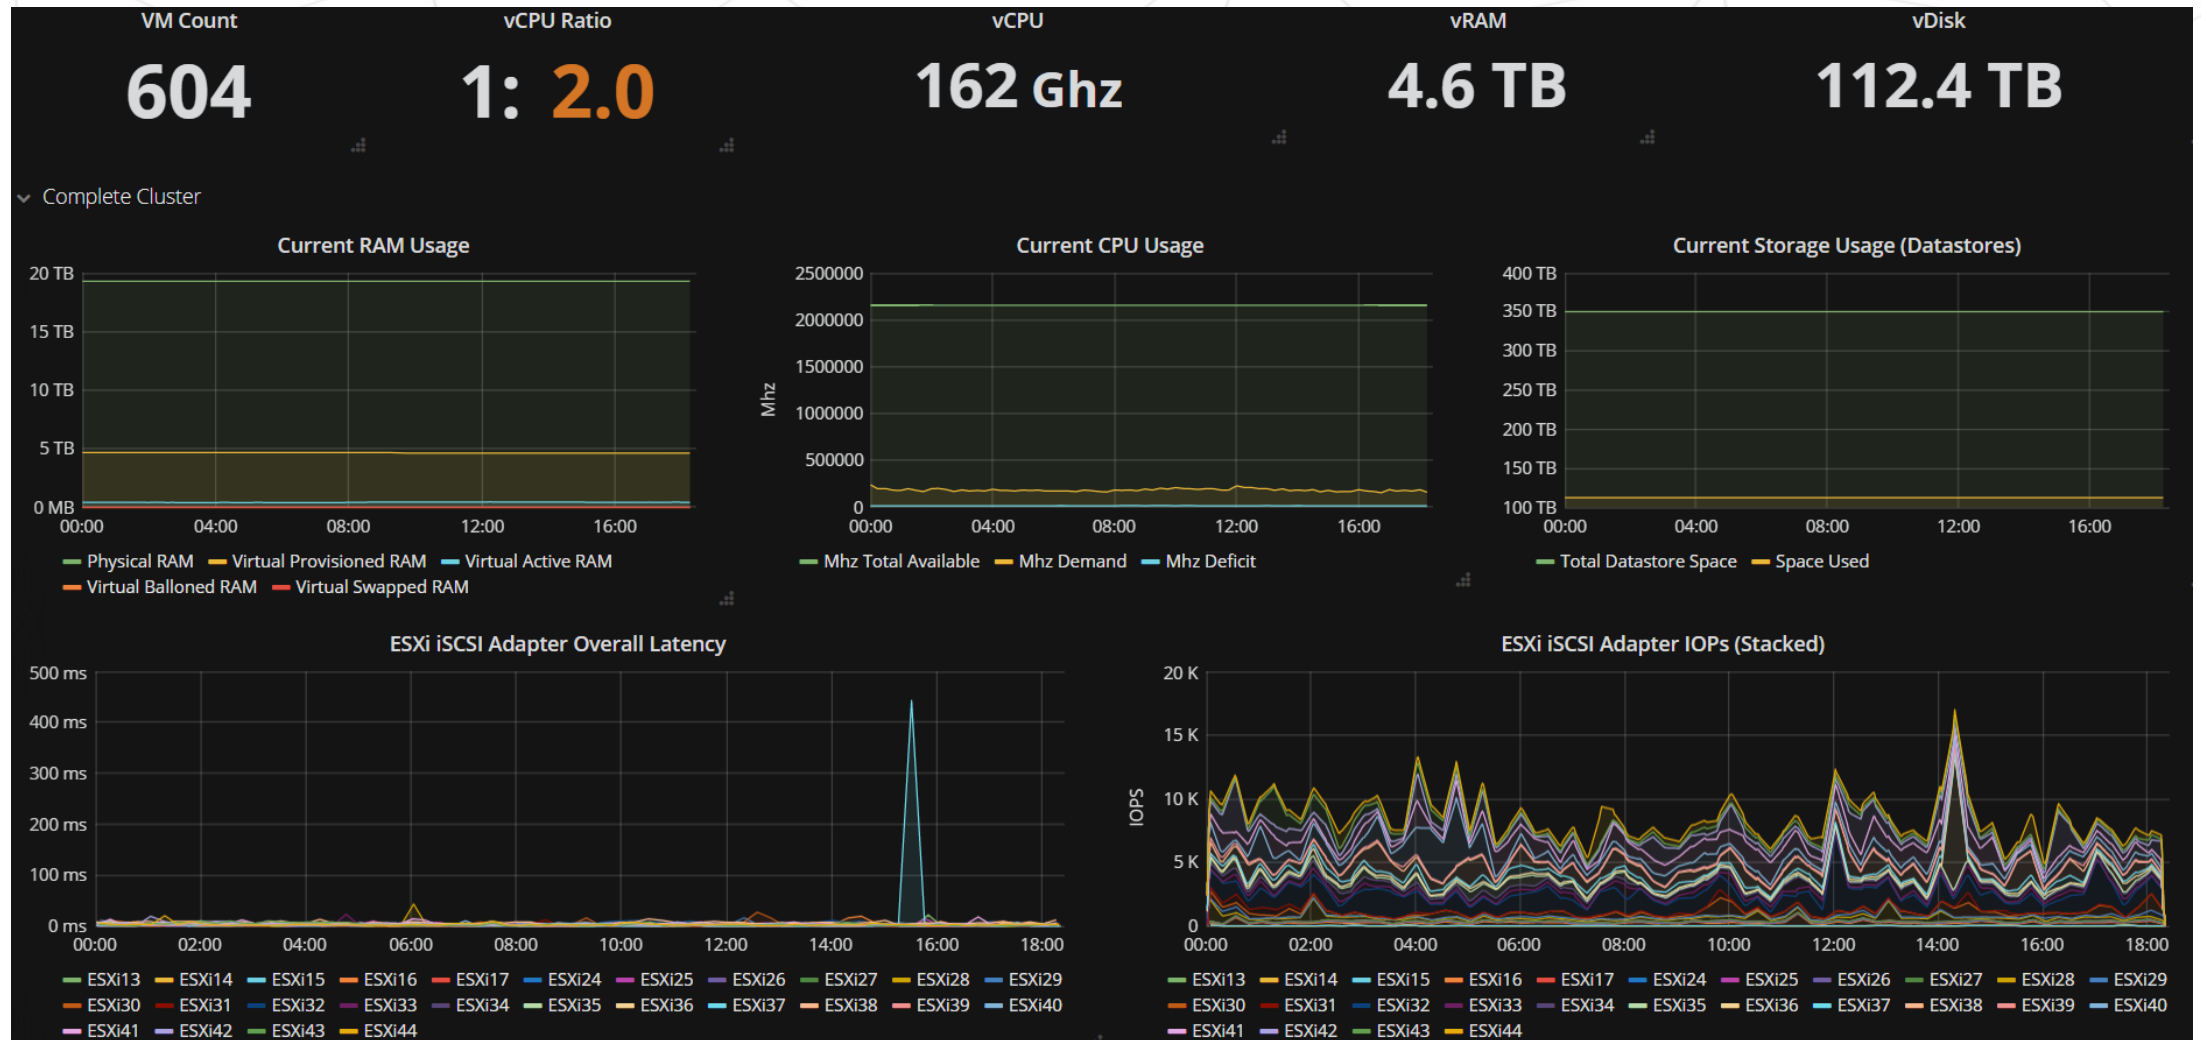 VM Count
vCPU Ratio
vCPU
vRAM
vDisk
604
1: 2.0
162 Ghz
4.6 TB
112.4 TB
Complete Cluster
Current RAM Usage
20 TB
15 TB
10 TB
5 TB
0 MB
00:00 04:00 08:00 12:00 16:00
Physical RAM Virtual Provisioned RAM Virtual Active RAM
Virtual Balloned RAM Virtual Swapped RAM
Current CPU Usage
Mhz
2500000
2000000
1500000
1000000
500000
0
00:00 04:00 08:00 12:00 16:00
Mhz Total Available Mhz Demand Mhz Deficit
Current Storage Usage (Datastores)
400 TB
350 TB
300 TB
250 TB
200 TB
150 TB
100 TB
00:00 04:00 08:00 12:00 16:00
Total Datastore Space Space Used
ESXi iSCSI Adapter Overall Latency
500 ms
400 ms
300 ms
200 ms
100 ms
0 ms
00:00 02:00 04:00 06:00 08:00 10:00 12:00 14:00 16:00 18:00
ESXi13 ESXi14 ESXi15 ESXi16 ESXi17 ESXi24 ESXi25 ESXi26 ESXi27 ESXi28 ESXi29
ESXi30 ESXi31 ESXi32 ESXi33 ESXi34 ESXi35 ESXi36 ESXi37 ESXi38 ESXi39 ESXi40
ESXi41 ESXi42 ESXi43 ESXi44
ESXi iSCSI Adapter IOPs (Stacked)
IOPS
20 K
15 K
10 K
5 K
0
00:00 02:00 04:00 06:00 08:00 10:00 12:00 14:00 16:00 18:00
ESXi13 ESXi14 ESXi15 ESXi16 ESXi17 ESXi24 ESXi25 ESXi26 ESXi27 ESXi28 ESXi29
ESXi30 ESXi31 ESXi32 ESXi33 ESXi34 ESXi35 ESXi36 ESXi37 ESXi38 ESXi39 ESXi40
ESXi41 ESXi42 ESXi43 ESXi44